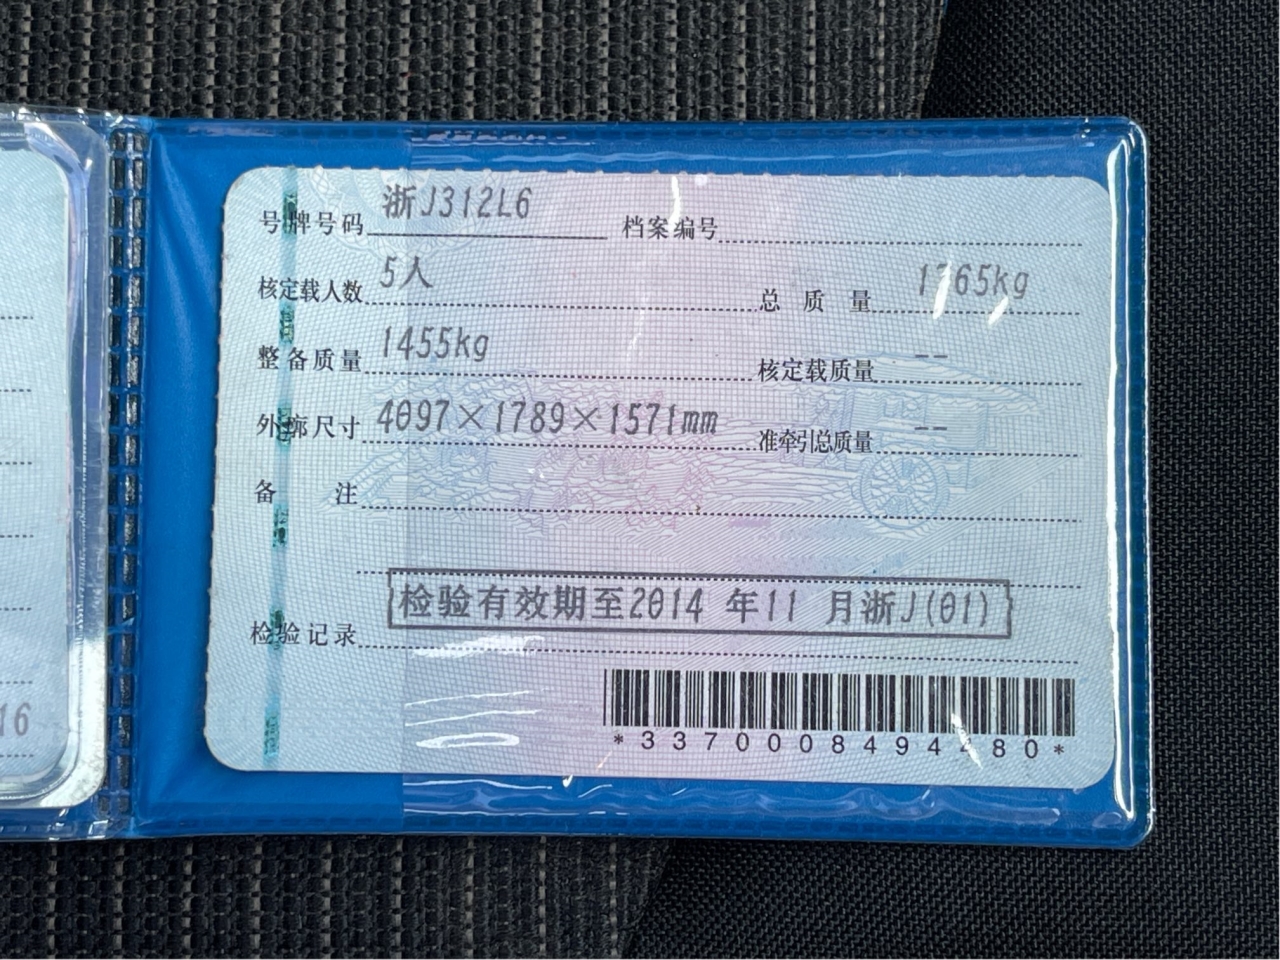 号牌号码 浙J312L6 档案编号
核定载人数 5人 总质量 1765kg
整备质量 1455kg 核定载质量 --
外廓尺寸 4097×1789×1571mm 准牵引总质量 --
备注
检验记录 检验有效期至2014 年11 月浙J(01)
*3370008494480*
16